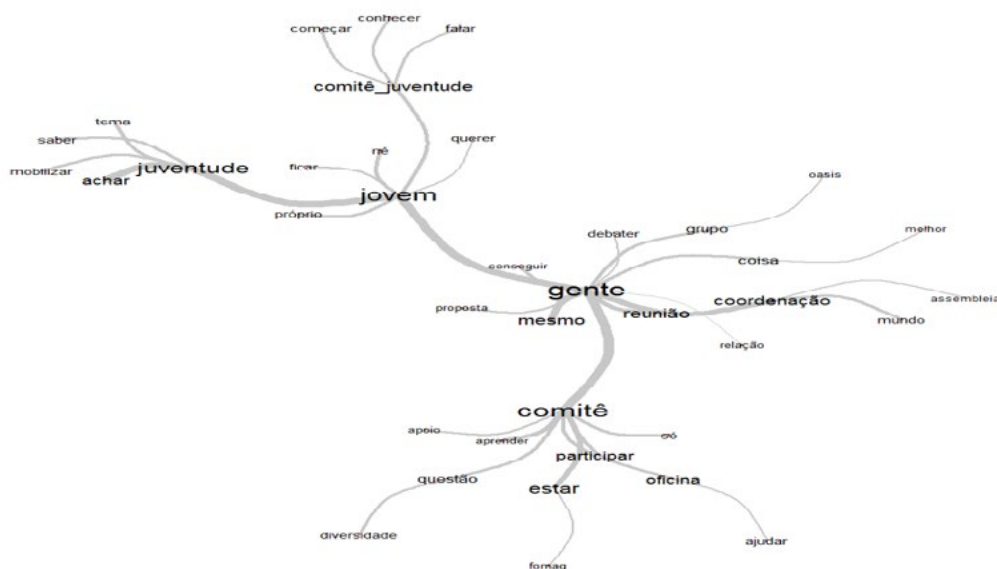 conhecer
começar
falar
comitê_juventude
tema
saber
querer
né
mobilizar
juventude
ficar
achar
jovem
oasis
próprio
debater
grupo
melhor
coisa
conseguir
gente
coordenação
assembleia
proposta
mesmo
reunião
mundo
relação
comitê
apoio
aprender
só
participar
questão
estar
oficina
diversidade
ajudar